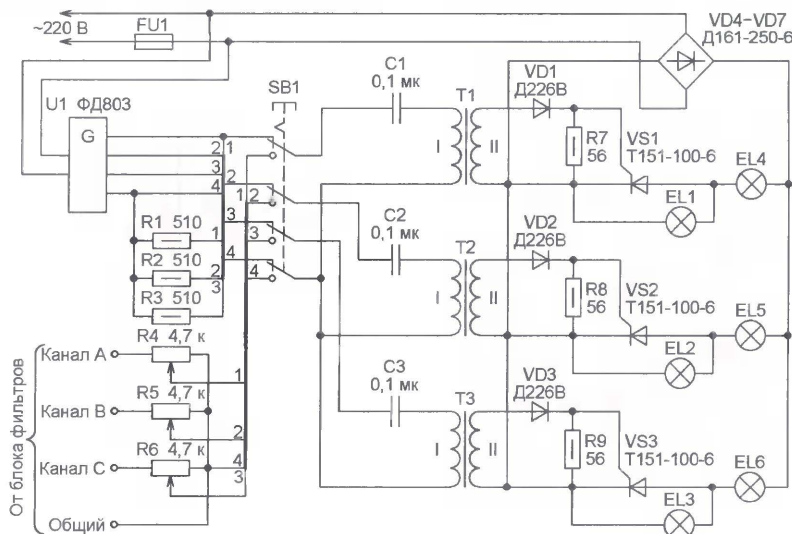 ~220 В
FU1
VD4–VD7
Д161-250-6
U1 ФД803
G
SB1
C1
0,1 мк
T1
I
II
VD1
Д226В
R7
56
VS1
Т151-100-6
EL4
EL1
2 1
3
4
2
1 2
3
1
3
4
2
3
4
R1 510
R2 510
R3 510
C2
0,1 мк
T2
I
II
VD2
Д226В
R8
56
VS2
Т151-100-6
EL5
EL2
R4 4,7 к
R5 4,7 к
R6 4,7 к
1
2
4
3
От блока фильтров
Канал А
Канал В
Канал С
Общий
C3
0,1 мк
T3
I
II
VD3
Д226В
R9
56
VS3
Т151-100-6
EL6
EL3